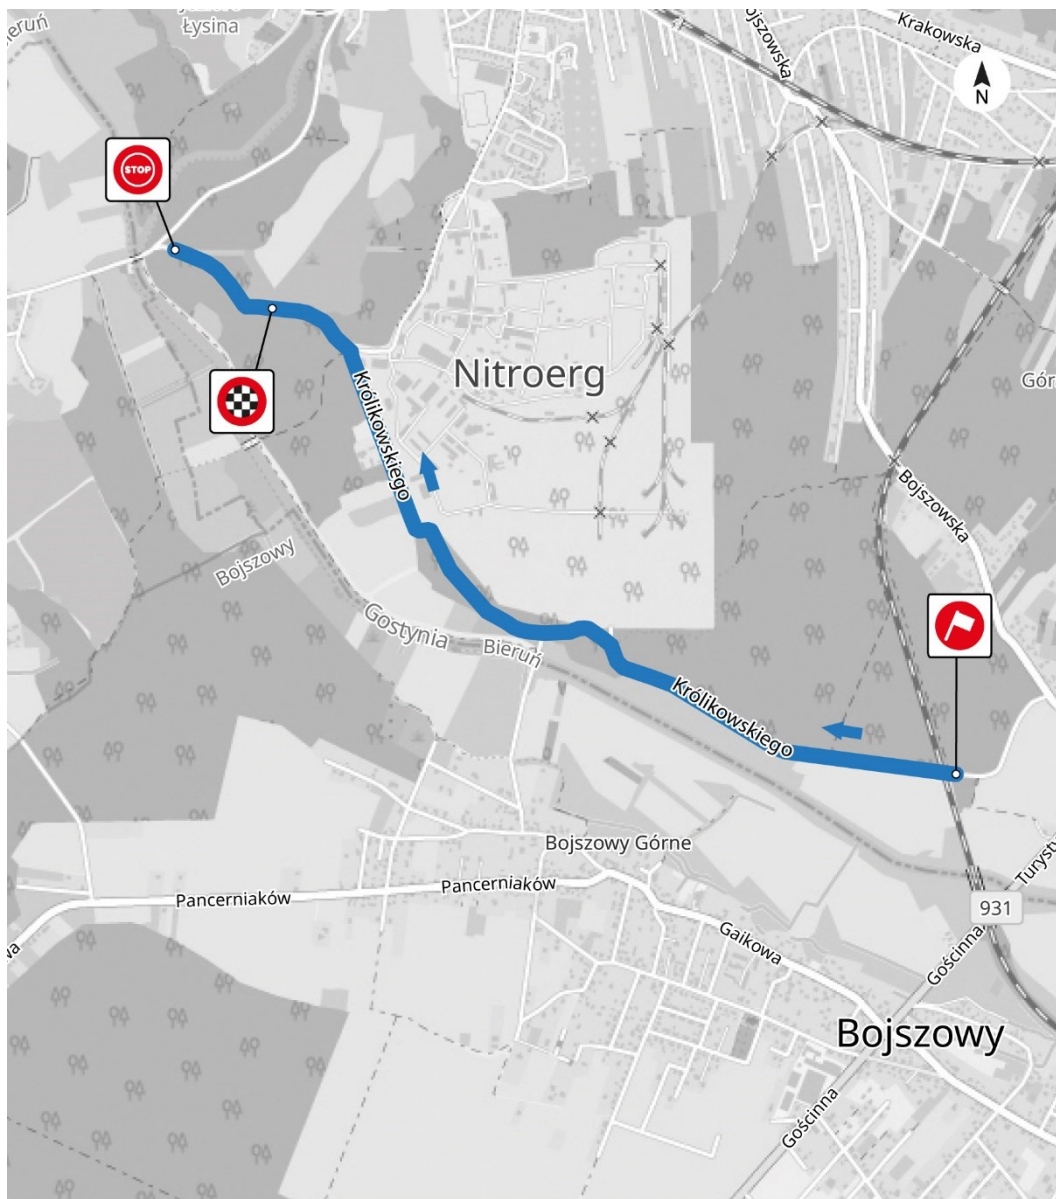 Bieruń
Łysina
Krakowska
N
STOP
Nitroerg
Królikowskiego
Bojszowska
Bojszowy
Gostynia
Bieruń
Królikowskiego
Bojszowy Górne
Pancerniaków
Pancerniaków
931
Gaikowa
Gościnna
Bojszowy
Gościnna